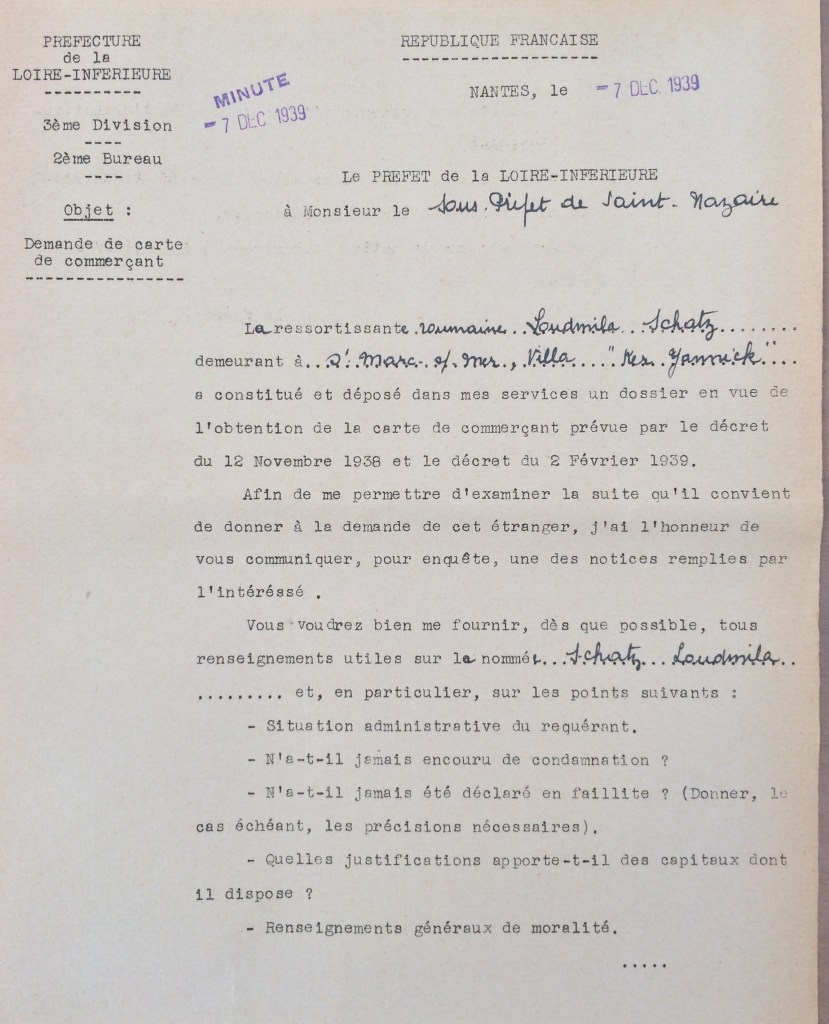 PREFECTURE
de la
LOIRE-INFERIEURE
----------
3ème Division
----
2ème Bureau
----
Objet :
Demande de carte
de commerçant
----------------
MINUTE
-7 DEC 1939
REPUBLIQUE FRANCAISE
-------------------
NANTES, le -7 DEC. 1939
Le PREFET de la LOIRE-INFERIEURE
à Monsieur le Sous-Préfet de Saint-Nazaire
La ressortissante roumaine..Loudmila...Schatz........
demeurant à..St Marc s/ Mer., Villa...."Ker Yannick"...
a constitué et déposé dans mes services un dossier en vue de
l'obtention de la carte de commerçant prévue par le décret
du 12 Novembre 1938 et le décret du 2 Février 1939.
Afin de me permettre d'examiner la suite qu'il convient
de donner à la demande de cet étranger, j'ai l'honneur de
vous communiquer, pour enquête, une des notices remplies par
l'intéréssé .
Vous voudrez bien me fournir, dès que possible, tous
renseignements utiles sur la nommée...Schatz...Loudmila..
......... et, en particulier, sur les points suivants :
- Situation administrative du requérant.
- N'a-t-il jamais encouru de condamnation ?
- N'a-t-il jamais été déclaré en faillite ? (Donner, le
cas échéant, les précisions nécessaires).
- Quelles justifications apporte-t-il des capitaux dont
il dispose ?
- Renseignements généraux de moralité.
.....